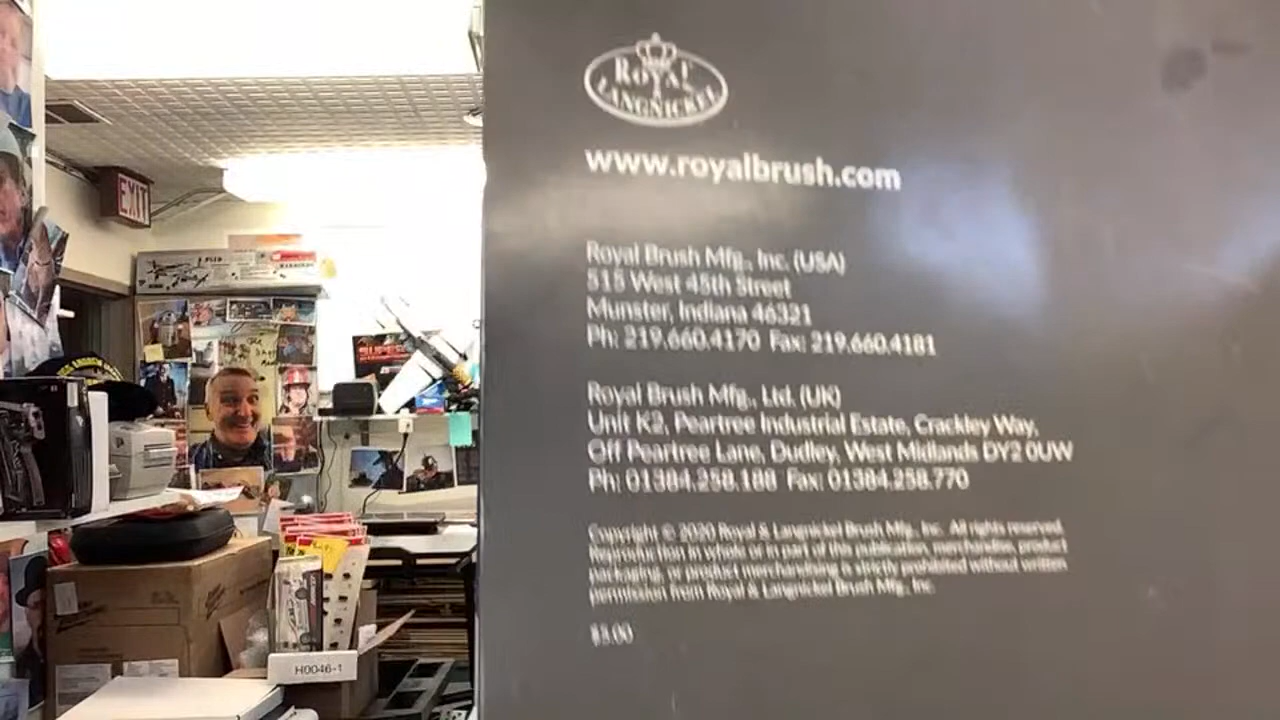 ROYAL
LANGNICKEL
www.royalbrush.com
Royal Brush Mfg., Inc. (USA)
515 West 45th Street
Munster, Indiana 46321
Ph: 219.660.4170 Fax: 219.660.4181
Royal Brush Mfg., Ltd. (UK)
Unit K2, Peartree Industrial Estate, Crackley Way,
Off Peartree Lane, Dudley, West Midlands DY2 0UW
Ph: 01384.258.188 Fax: 01384.258.770
Copyright © 2020 Royal & Langnickel Brush Mfg., Inc. All rights reserved.
Reproduction in whole or in part of this publication, merchandise, product
packaging, or product merchandising is strictly prohibited without written
permission from Royal & Langnickel Brush Mfg., Inc.
$5.00
EXIT
H0046-1